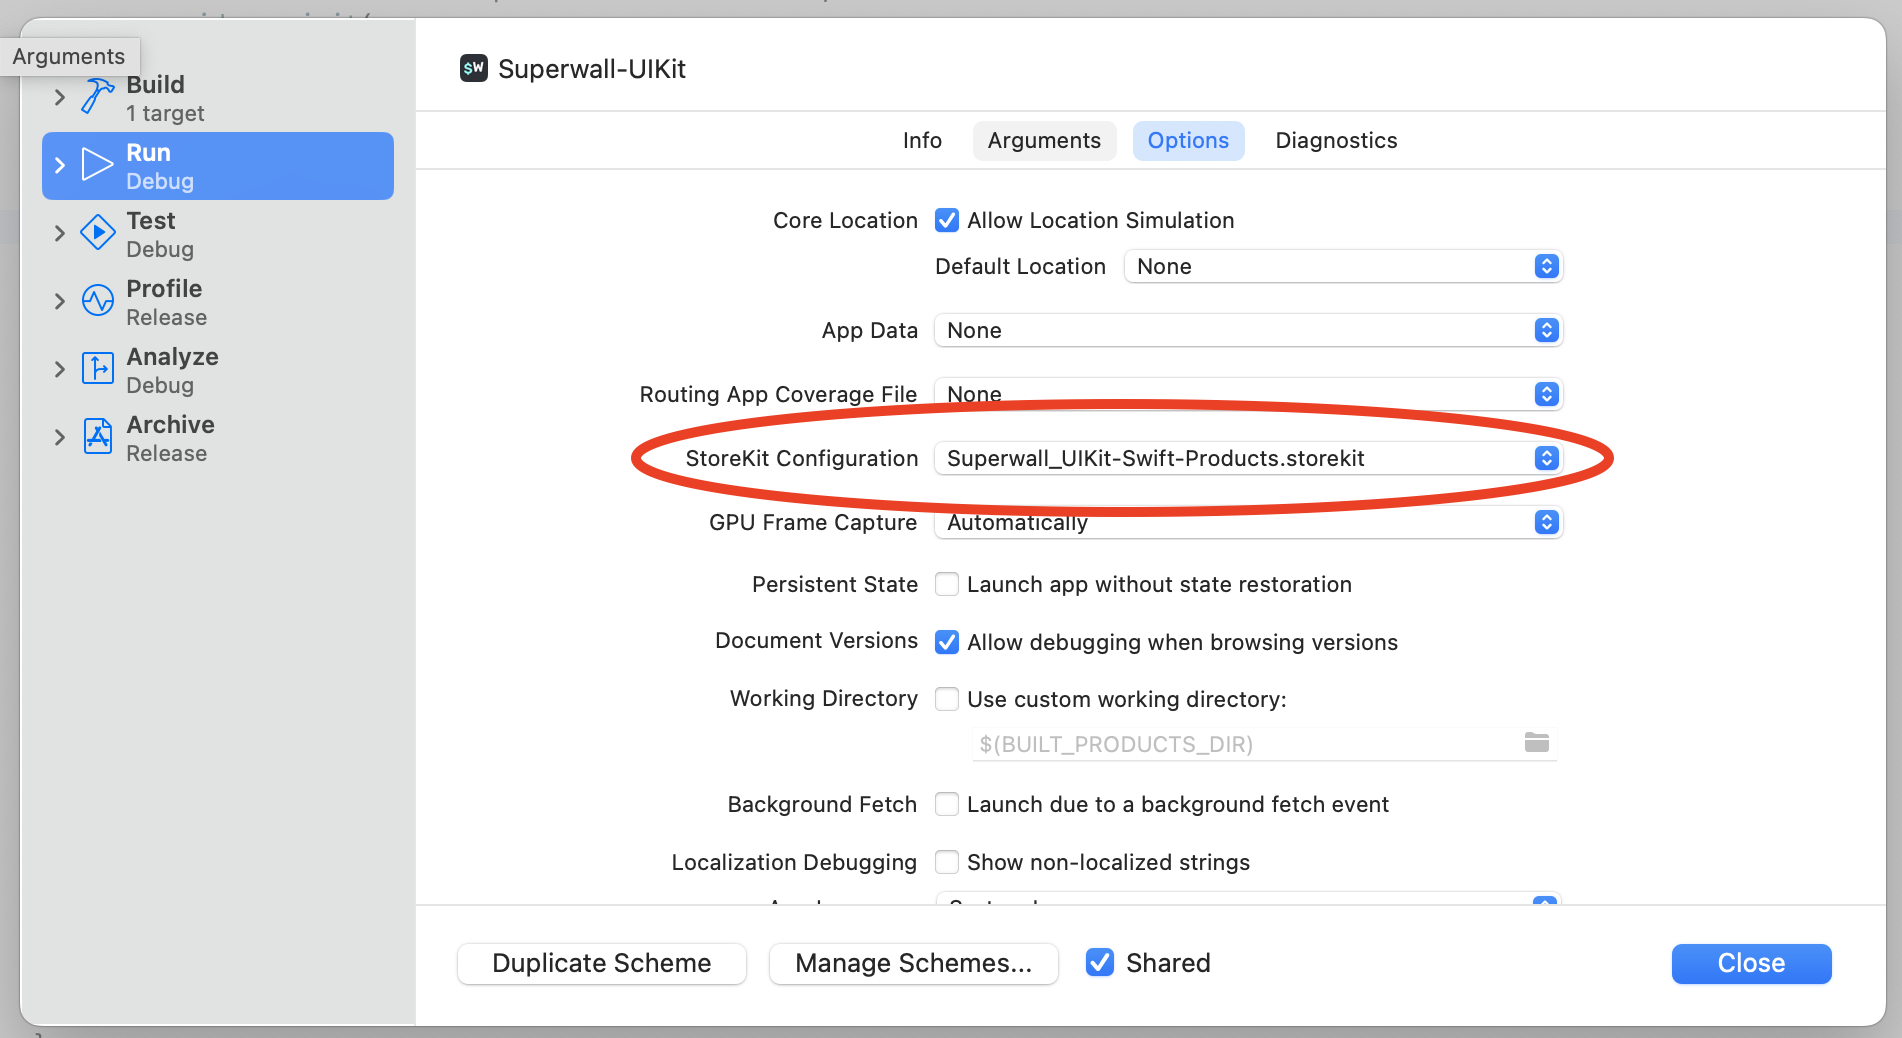 Arguments
Build
1 target
Run
Debug
Test
Debug
Profile
Release
Analyze
Debug
Archive
Release
$W Superwall-UIKit
Info Arguments Options Diagnostics
Core Location Allow Location Simulation
Default Location None
App Data None
Routing App Coverage File None
StoreKit Configuration Superwall_UIKit-Swift-Products.storekit
GPU Frame Capture Automatically
Persistent State Launch app without state restoration
Document Versions Allow debugging when browsing versions
Working Directory Use custom working directory:
$(BUILT_PRODUCTS_DIR)
Background Fetch Launch due to a background fetch event
Localization Debugging Show non-localized strings
Duplicate Scheme Manage Schemes... Shared Close